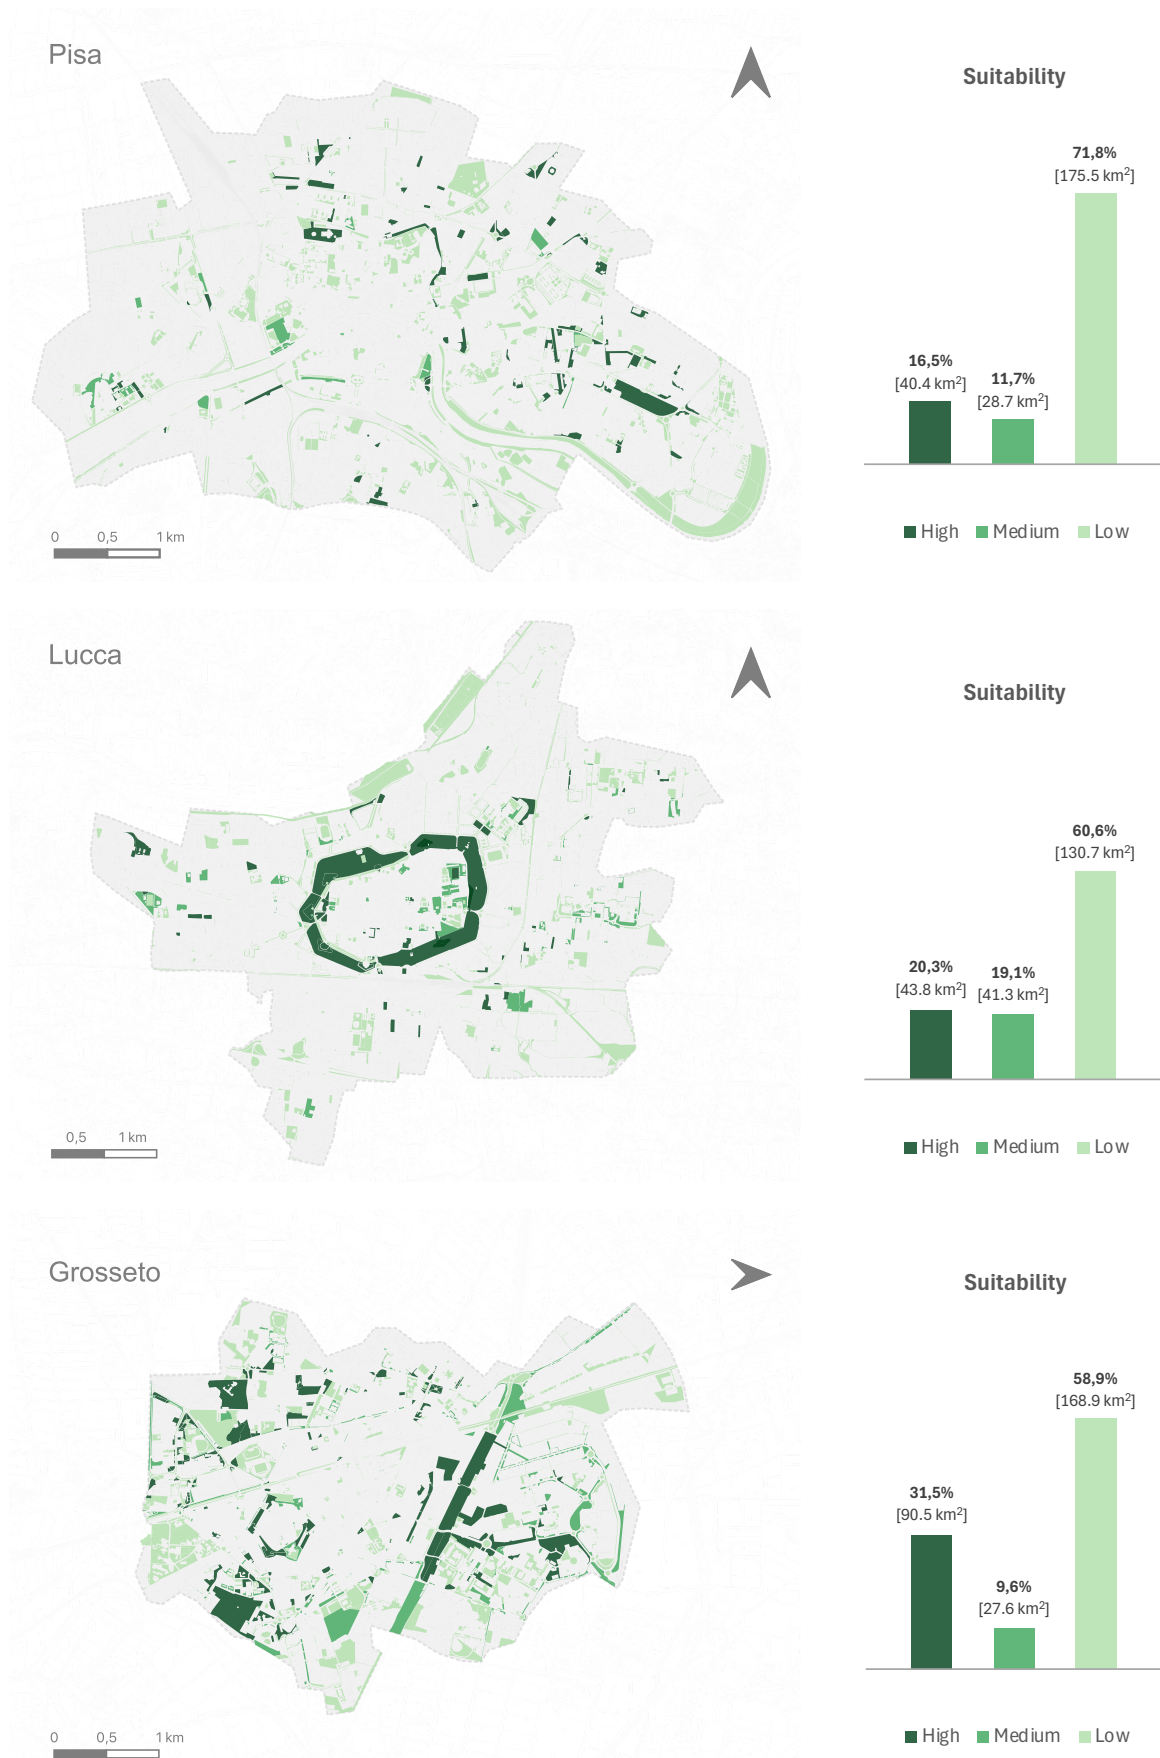 Pisa
Suitability
71,8%
[175.5 km²]
16,5%
[40.4 km²]
11,7%
[28.7 km²]
0 0,5 1 km
High Medium Low
Lucca
Suitability
60,6%
[130.7 km²]
20,3%
[43.8 km²]
19,1%
[41.3 km²]
0,5 1 km
High Medium Low
Grosseto
Suitability
58,9%
[168.9 km²]
31,5%
[90.5 km²]
9,6%
[27.6 km²]
0 0,5 1 km
High Medium Low